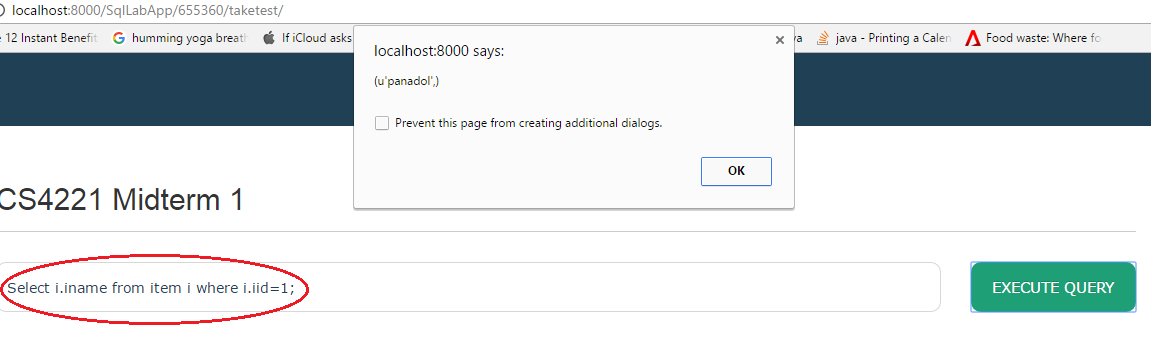 localhost:8000/SqlLabApp/655360/taketest/
12 Instant Benefit humming yoga breat If iCloud asks java - Printing a Calen Food waste: Where fo
localhost:8000 says:
(u'panadol',)
Prevent this page from creating additional dialogs.
OK
CS4221 Midterm 1
Select i.iname from item i where i.iid=1;
EXECUTE QUERY